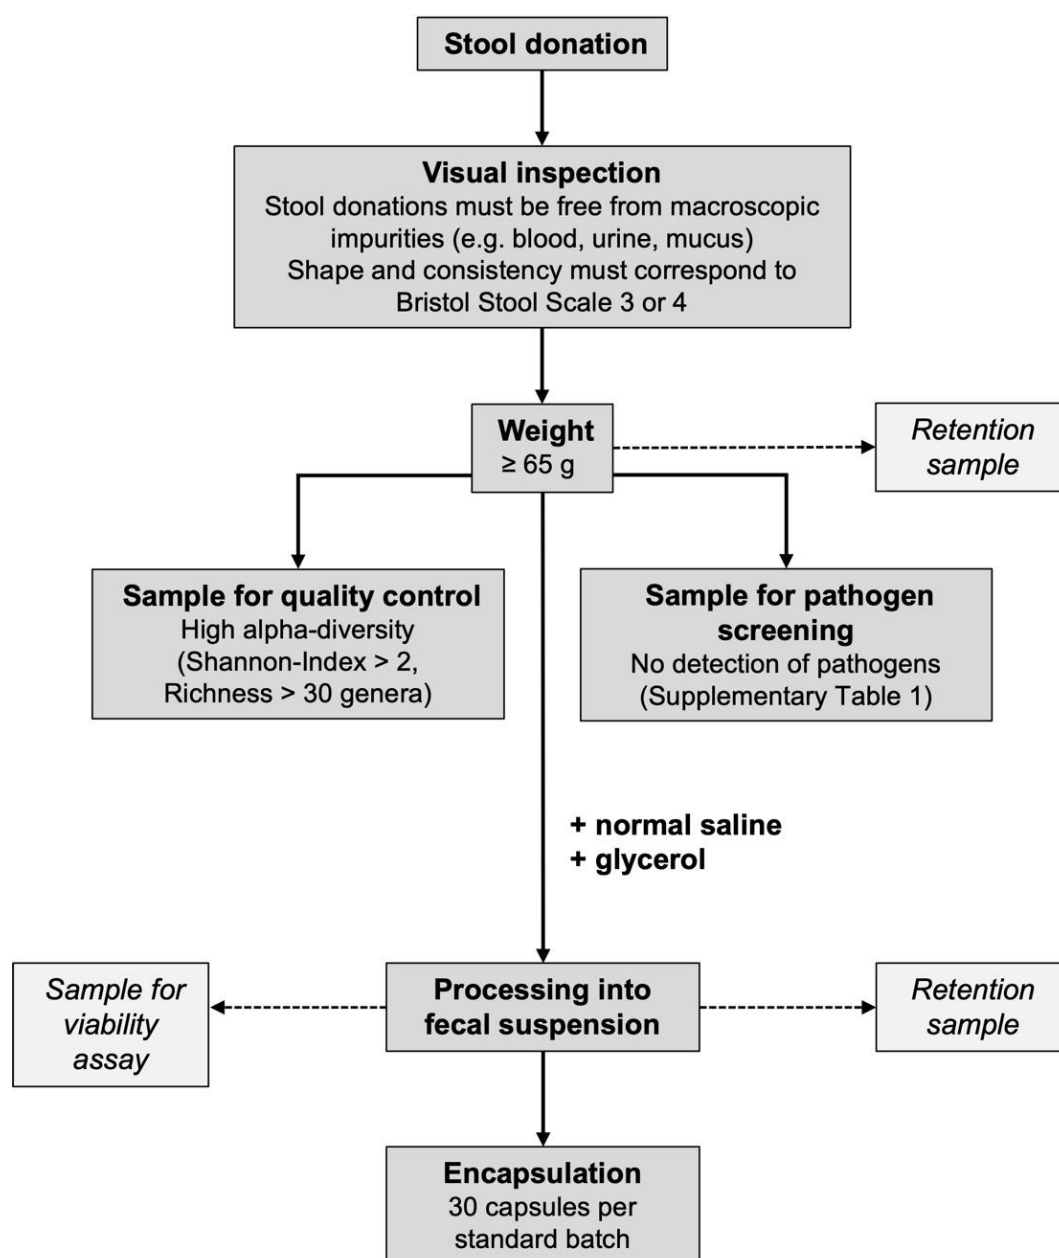 Stool donation
Visual inspection
Stool donations must be free from macroscopic
impurities (e.g. blood, urine, mucus)
Shape and consistency must correspond to
Bristol Stool Scale 3 or 4
Weight
≥ 65 g
Retention
sample
Sample for quality control
High alpha-diversity
(Shannon-Index > 2,
Richness > 30 genera)
Sample for pathogen
screening
No detection of pathogens
(Supplementary Table 1)
+ normal saline
+ glycerol
Sample for
viability
assay
Processing into
fecal suspension
Retention
sample
Encapsulation
30 capsules per
standard batch